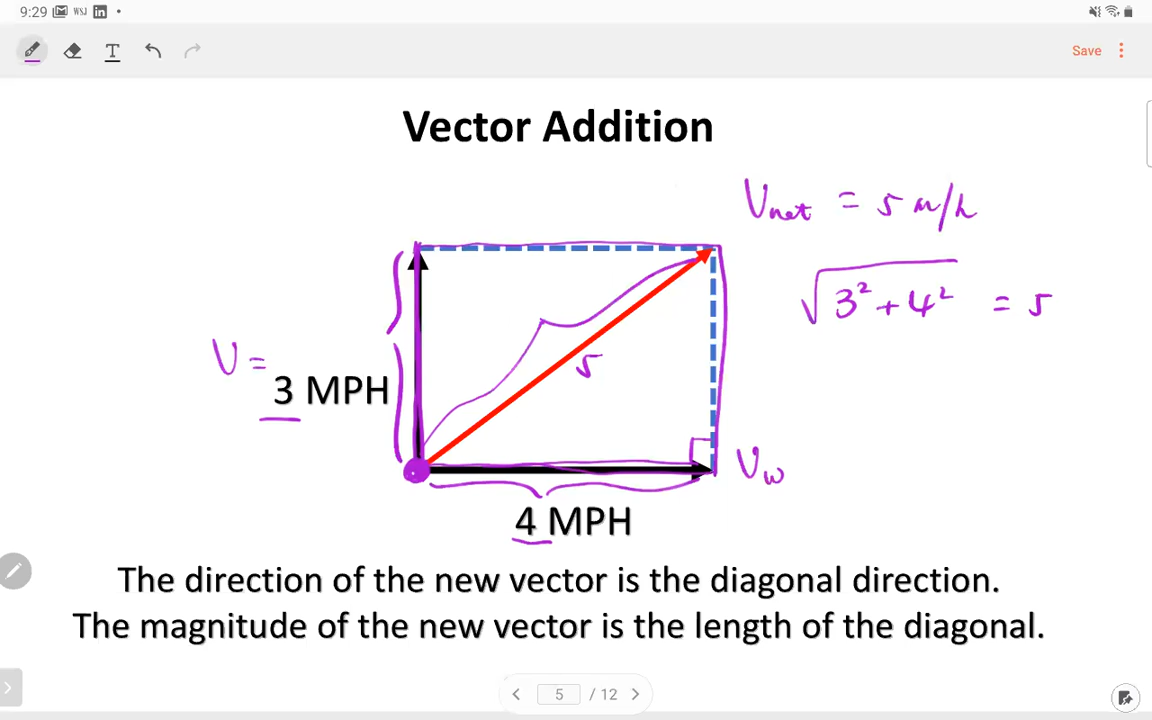 9:29 M WSJ in
T Save
Vector Addition
Vnet = 5 m/h
√3²+4² = 5
V =
3 MPH
5
Vw
4 MPH
The direction of the new vector is the diagonal direction.
The magnitude of the new vector is the length of the diagonal.
< 5 / 12 >